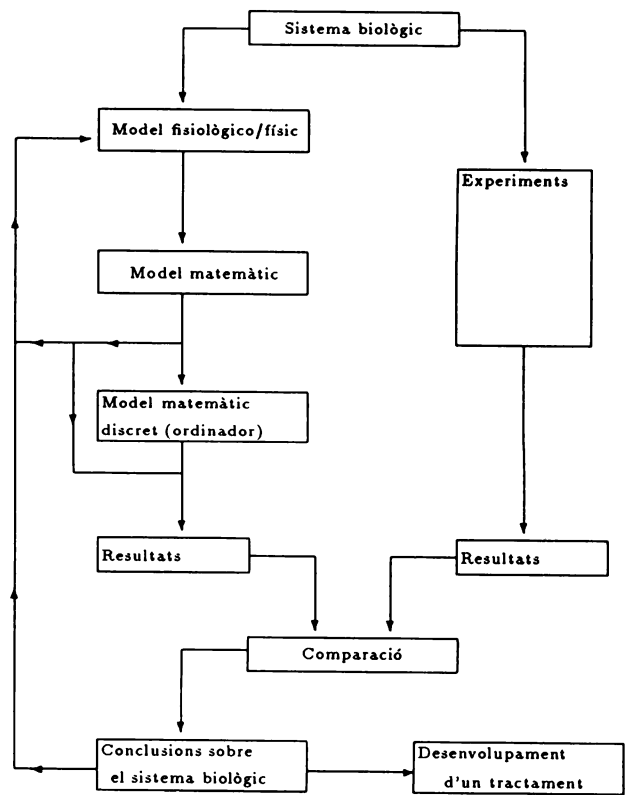 Sistema biològic
Model fisiològico/físic
Experiments
Model matemàtic
Model matemàtic
discret (ordinador)
Resultats
Resultats
Comparació
Conclusions sobre
el sistema biològic
Desenvolupament
d'un tractament